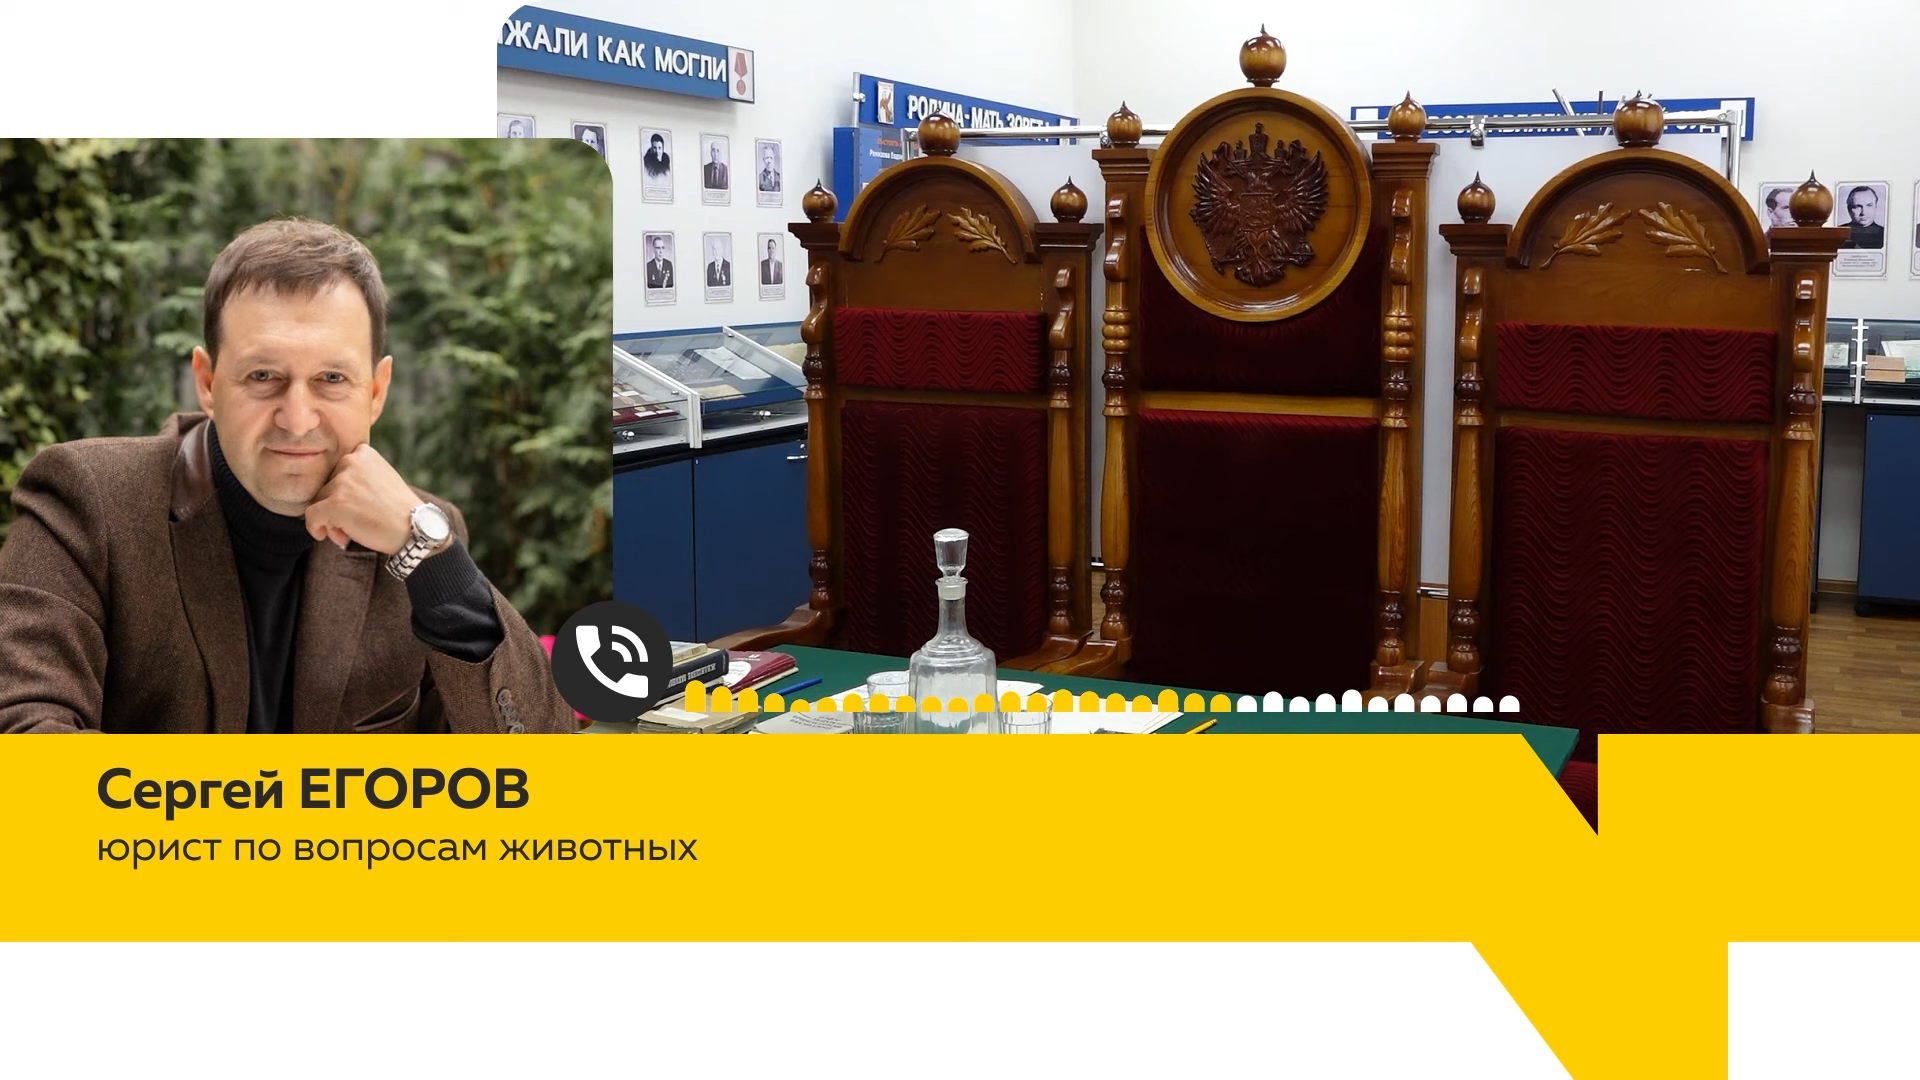 ЖАЛИ КАК МОГЛИ
РОДИНА-МАТЬ ЗОВЕТ
Сергей ЕГОРОВ
юрист по вопросам животных